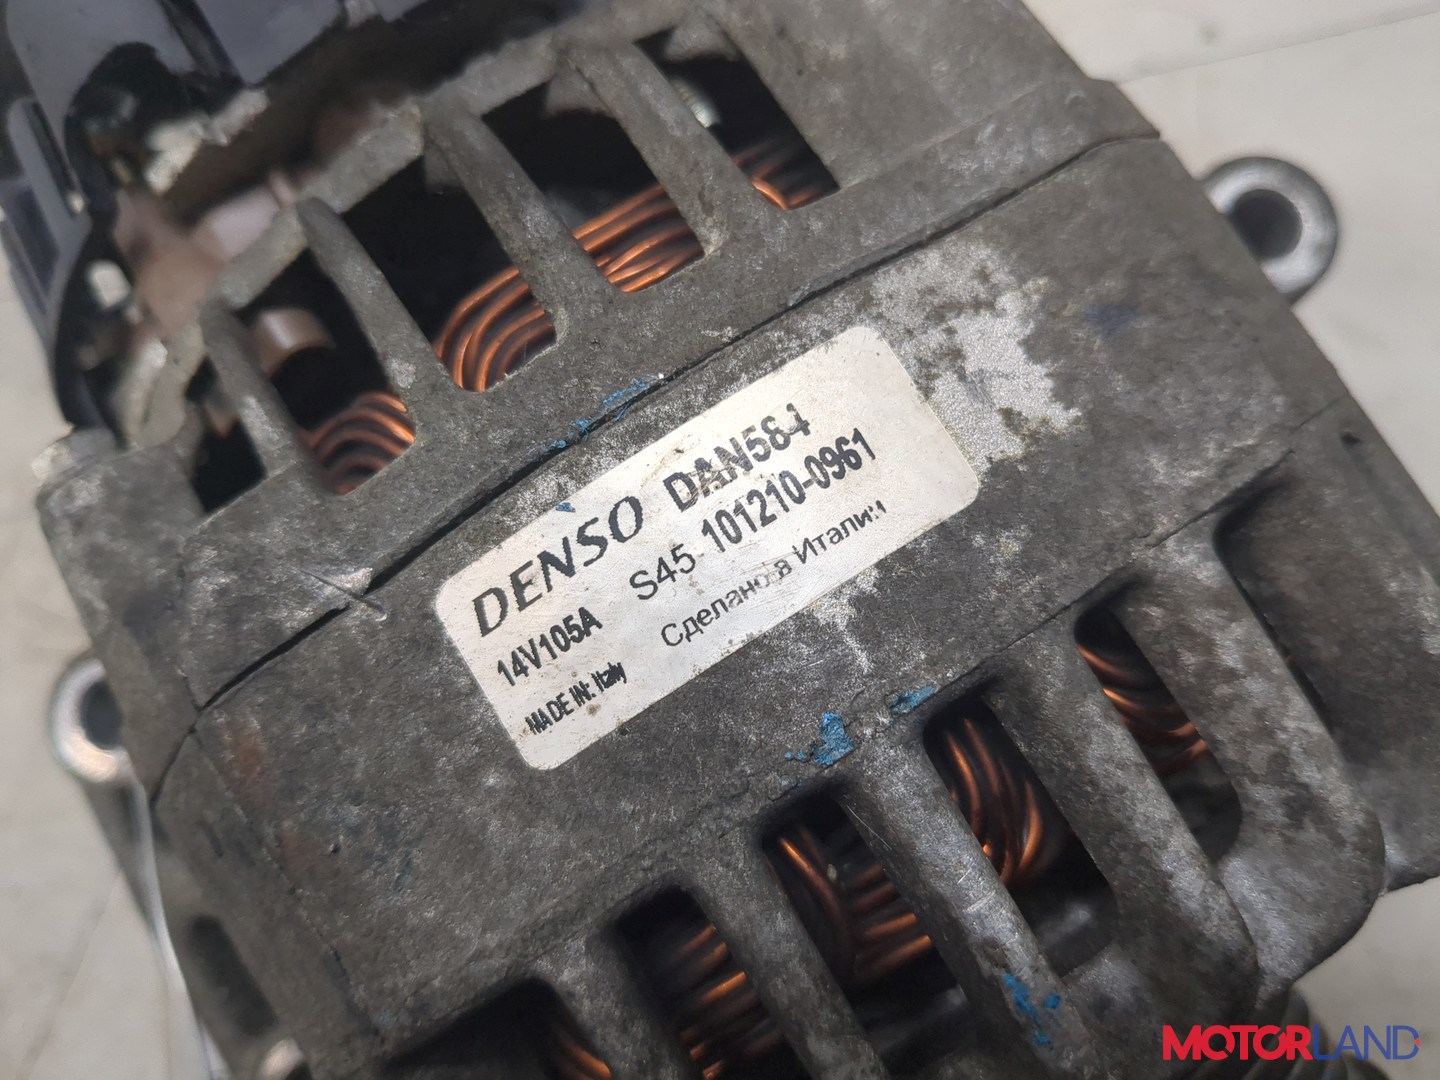 DENSO DAN584
14V105A S45 101210-0961
MADE IN: Italy Сделано в Италии
MOTORLAND